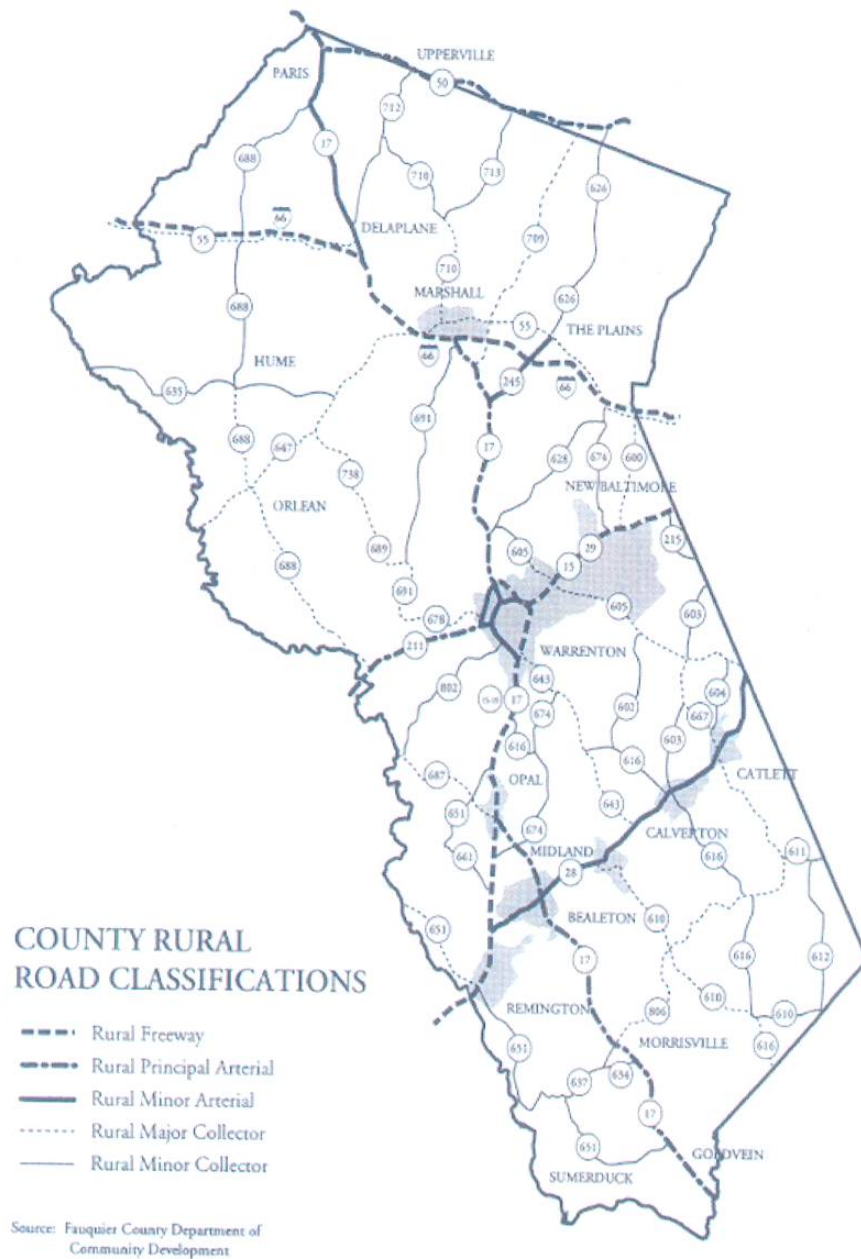 UPPERVILLE
PARIS
50
712
17
688
710
713
626
66
DELAPLANE
55
709
710
MARSHALL
688
626
55
THE PLAINS
66
HUME
245
66
635
691
688
17
647
628
674
600
738
NEW BALTIMORE
ORLEAN
29
215
689
605
15
688
691
605
678
603
211
WARRENTON
643
604
802
17
602
674
667
616
603
687
OPAL
616
CATLETT
651
643
674
CALVERTON
661
MIDLAND
616
611
28
BEALETON
610
651
17
616
612
COUNTY RURAL
ROAD CLASSIFICATIONS
REMINGTON
806
610
610
Rural Freeway
651
MORRISVILLE
616
Rural Principal Arterial
637
634
Rural Minor Arterial
17
Rural Major Collector
651
Rural Minor Collector
GOLDVEIN
SUMERDUCK
Source: Fauquier County Department of
Community Development